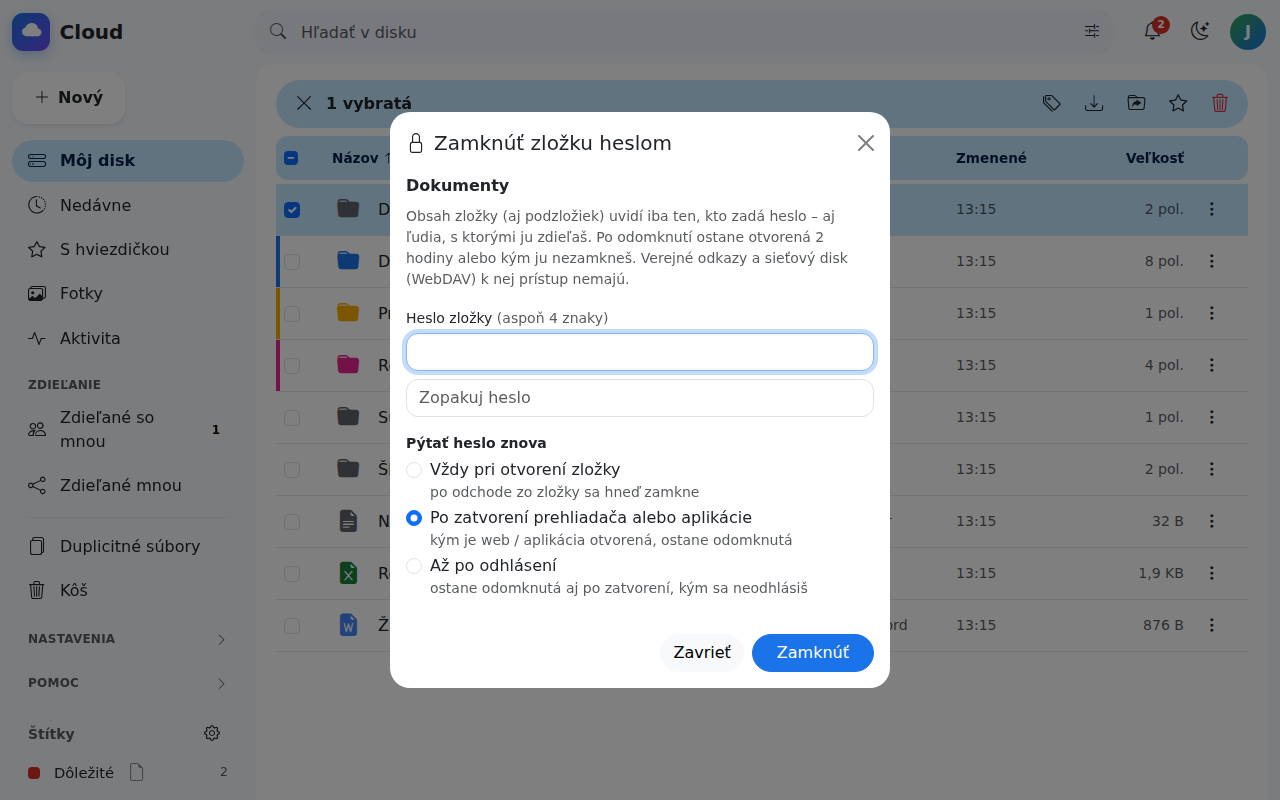 Cloud
Hľadať v disku
2
J
Nový
1 vybratá
Môj disk
Nedávne
S hviezdičkou
Fotky
Aktivita
ZDIEĽANIE
Zdieľané so
mnou
1
Zdieľané mnou
Duplicitné súbory
Kôš
NASTAVENIA
POMOC
Štítky
Dôležité
2
Názov
Zmenené
Veľkosť
13:15
2 pol.
13:15
8 pol.
13:15
1 pol.
13:15
4 pol.
13:15
1 pol.
13:15
2 pol.
13:15
32 B
13:15
1,9 KB
13:15
876 B
Zamknúť zložku heslom
Dokumenty
Obsah zložky (aj podzložiek) uvidí iba ten, kto zadá heslo – aj
ľudia, s ktorými ju zdieľaš. Po odomknutí ostane otvorená 2
hodiny alebo kým ju nezamkneš. Verejné odkazy a sieťový disk
(WebDAV) k nej prístup nemajú.
Heslo zložky (aspoň 4 znaky)
Zopakuj heslo
Pýtať heslo znova
Vždy pri otvorení zložky
po odchode zo zložky sa hneď zamkne
Po zatvorení prehliadača alebo aplikácie
kým je web / aplikácia otvorená, ostane odomknutá
Až po odhlásení
ostane odomknutá aj po zatvorení, kým sa neodhlásiš
Zavrieť
Zamknúť